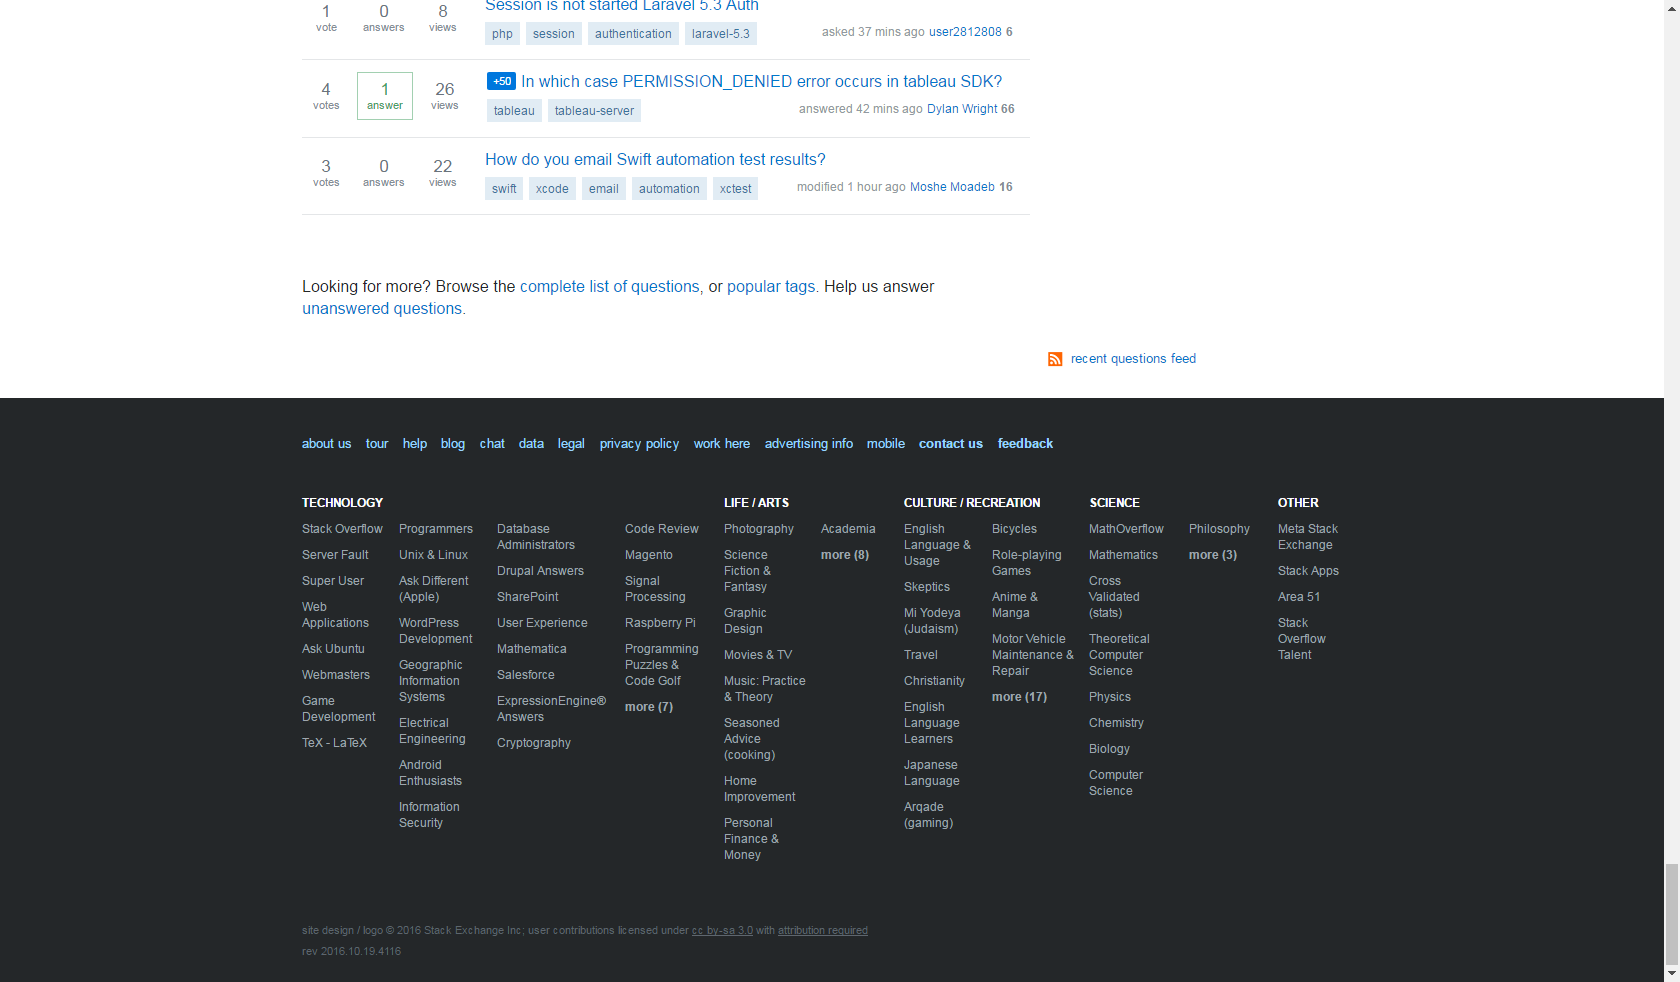 1 0 8
vote answers views
Session is not started Laravel 5.3 Auth
php session authentication laravel-5.3
asked 37 mins ago user2812808 6
4 1 26
votes answer views
+50 In which case PERMISSION_DENIED error occurs in tableau SDK?
tableau tableau-server
answered 42 mins ago Dylan Wright 66
3 0 22
votes answers views
How do you email Swift automation test results?
swift xcode email automation xctest
modified 1 hour ago Moshe Moadeb 16
Looking for more? Browse the complete list of questions, or popular tags. Help us answer
unanswered questions.
recent questions feed
about us tour help blog chat data legal privacy policy work here advertising info mobile contact us feedback
TECHNOLOGY
Stack Overflow
Server Fault
Super User
Web
Applications
Ask Ubuntu
Webmasters
Game
Development
TeX - LaTeX
Programmers
Unix & Linux
Ask Different
(Apple)
WordPress
Development
Geographic
Information
Systems
Electrical
Engineering
Android
Enthusiasts
Information
Security
Database
Administrators
Drupal Answers
SharePoint
User Experience
Mathematica
Salesforce
ExpressionEngine®
Answers
Cryptography
Code Review
Magento
Signal
Processing
Raspberry Pi
Programming
Puzzles &
Code Golf
more (7)
LIFE / ARTS
Photography
Science
Fiction &
Fantasy
Graphic
Design
Movies & TV
Music: Practice
& Theory
Seasoned
Advice
(cooking)
Home
Improvement
Personal
Finance &
Money
Academia
more (8)
CULTURE / RECREATION
English
Language &
Usage
Skeptics
Mi Yodeya
(Judaism)
Travel
Christianity
English
Language
Learners
Japanese
Language
Arqade
(gaming)
Bicycles
Role-playing
Games
Anime &
Manga
Motor Vehicle
Maintenance &
Repair
more (17)
SCIENCE
MathOverflow
Mathematics
Cross
Validated
(stats)
Theoretical
Computer
Science
Physics
Chemistry
Biology
Computer
Science
Philosophy
more (3)
OTHER
Meta Stack
Exchange
Stack Apps
Area 51
Stack
Overflow
Talent
site design / logo © 2016 Stack Exchange Inc; user contributions licensed under cc by-sa 3.0 with attribution required
rev 2016.10.19.4116